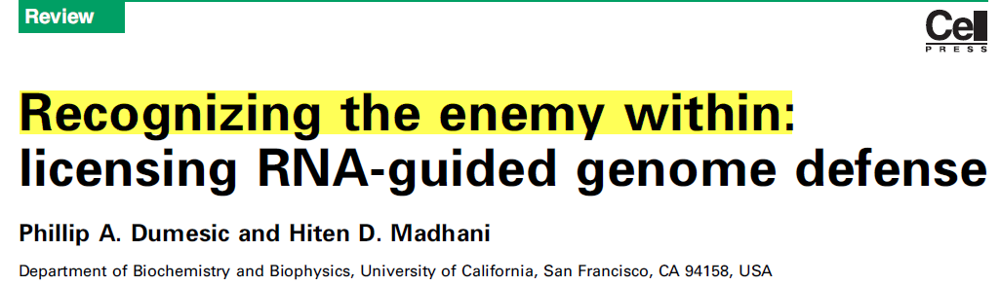 Review
Cell
PRESS
Recognizing the enemy within:
licensing RNA-guided genome defense
Phillip A. Dumesic and Hiten D. Madhani
Department of Biochemistry and Biophysics, University of California, San Francisco, CA 94158, USA